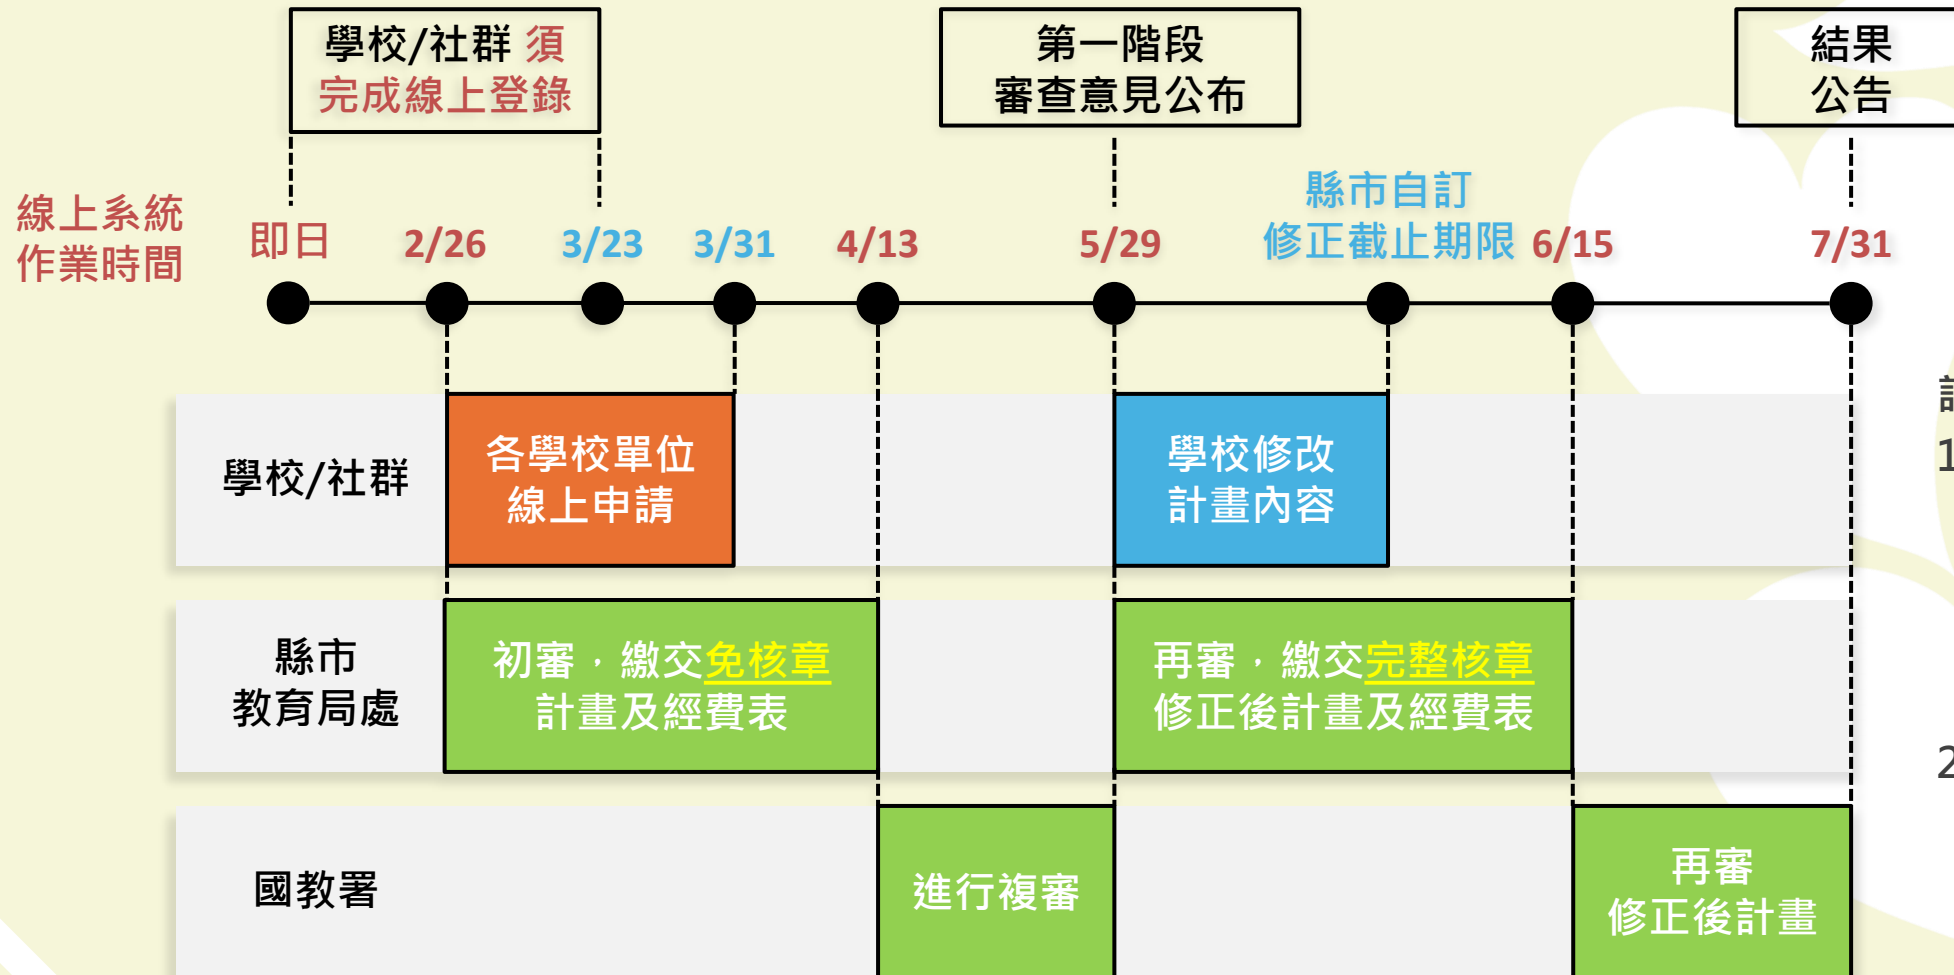 學校/社群 須
完成線上登錄
第一階段
審查意見公布
結果
公告
線上系統
作業時間
即日
2/26
3/23
3/31
4/13
5/29
縣市自訂
修正截止期限
6/15
7/31
學校/社群
各學校單位
線上申請
學校修改
計畫內容
1
縣市
教育局處
初審，繳交免核章
計畫及經費表
再審，繳交完整核章
修正後計畫及經費表
2
國教署
進行複審
再審
修正後計畫